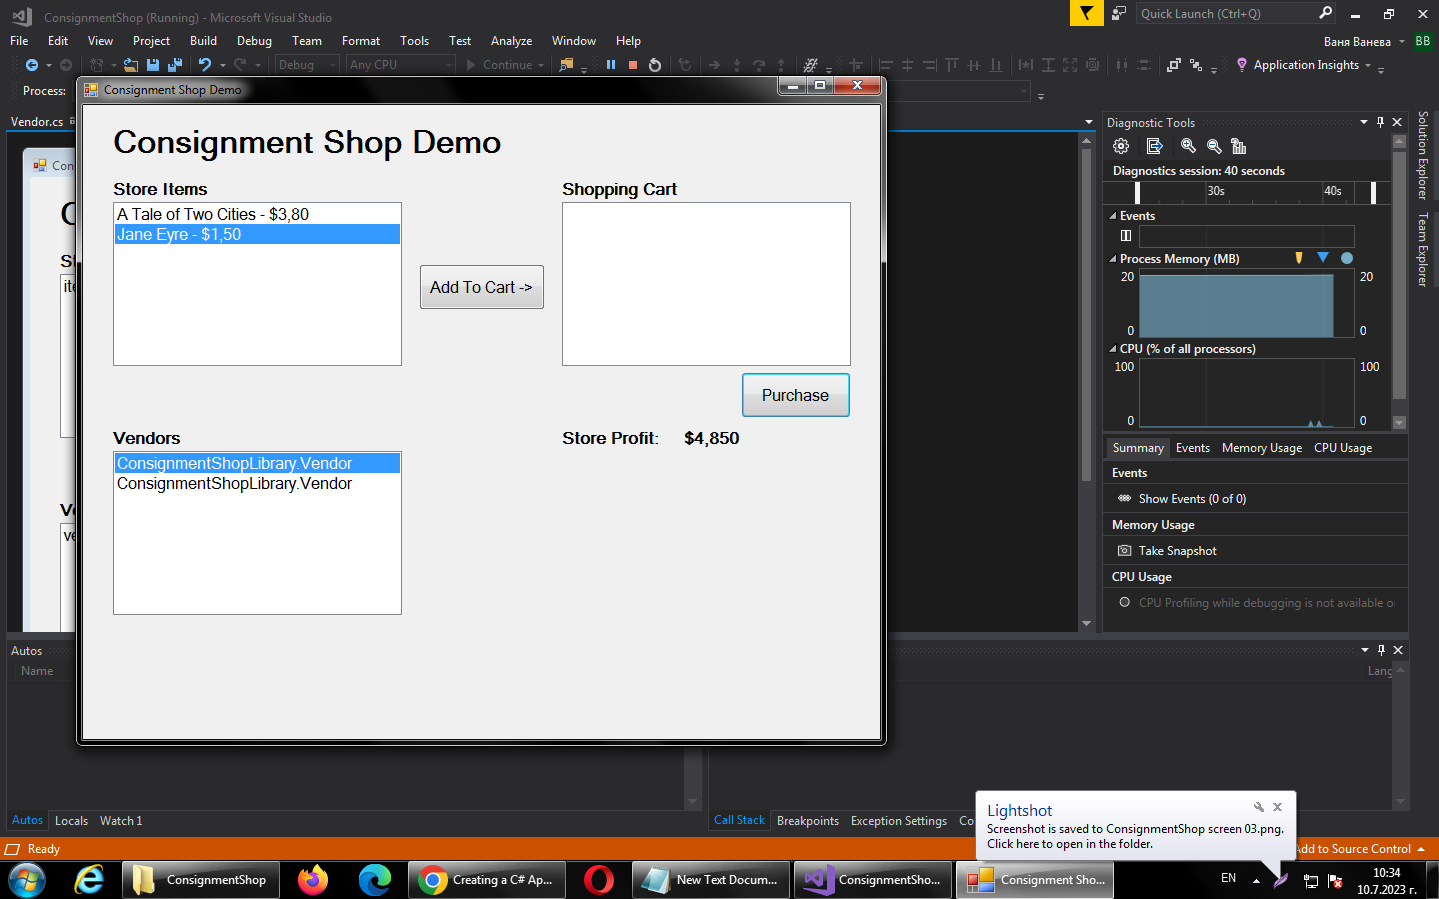 ConsignmentShop (Running) - Microsoft Visual Studio
Quick Launch (Ctrl+Q)
File Edit View Project Build Debug Team Format Tools Test Analyze Window Help
Ваня Ванева BB
Debug Any CPU Continue Application Insights
Process:
Consignment Shop Demo
Vendor.cs
Consignment Shop Demo
Store Items
A Tale of Two Cities - $3,80
Jane Eyre - $1,50
Add To Cart ->
Shopping Cart
Purchase
Vendors
ConsignmentShopLibrary.Vendor
ConsignmentShopLibrary.Vendor
Store Profit: $4,850
Diagnostic Tools
Diagnostics session: 40 seconds
30s 40s
Events
Process Memory (MB)
20 20
0 0
CPU (% of all processors)
100 100
0 0
Summary Events Memory Usage CPU Usage
Events
Show Events (0 of 0)
Memory Usage
Take Snapshot
CPU Usage
CPU Profiling while debugging is not available
Solution Explorer
Team Explorer
Autos
Name
Lang
Autos Locals Watch 1
Call Stack Breakpoints Exception Settings Co
Lightshot
Screenshot is saved to ConsignmentShop screen 03.png.
Click here to open in the folder.
Ready
Add to Source Control
ConsignmentShop
Creating a C# Ap...
New Text Docum...
ConsignmentSho...
Consignment Sho...
EN
10:34
10.7.2023 г.